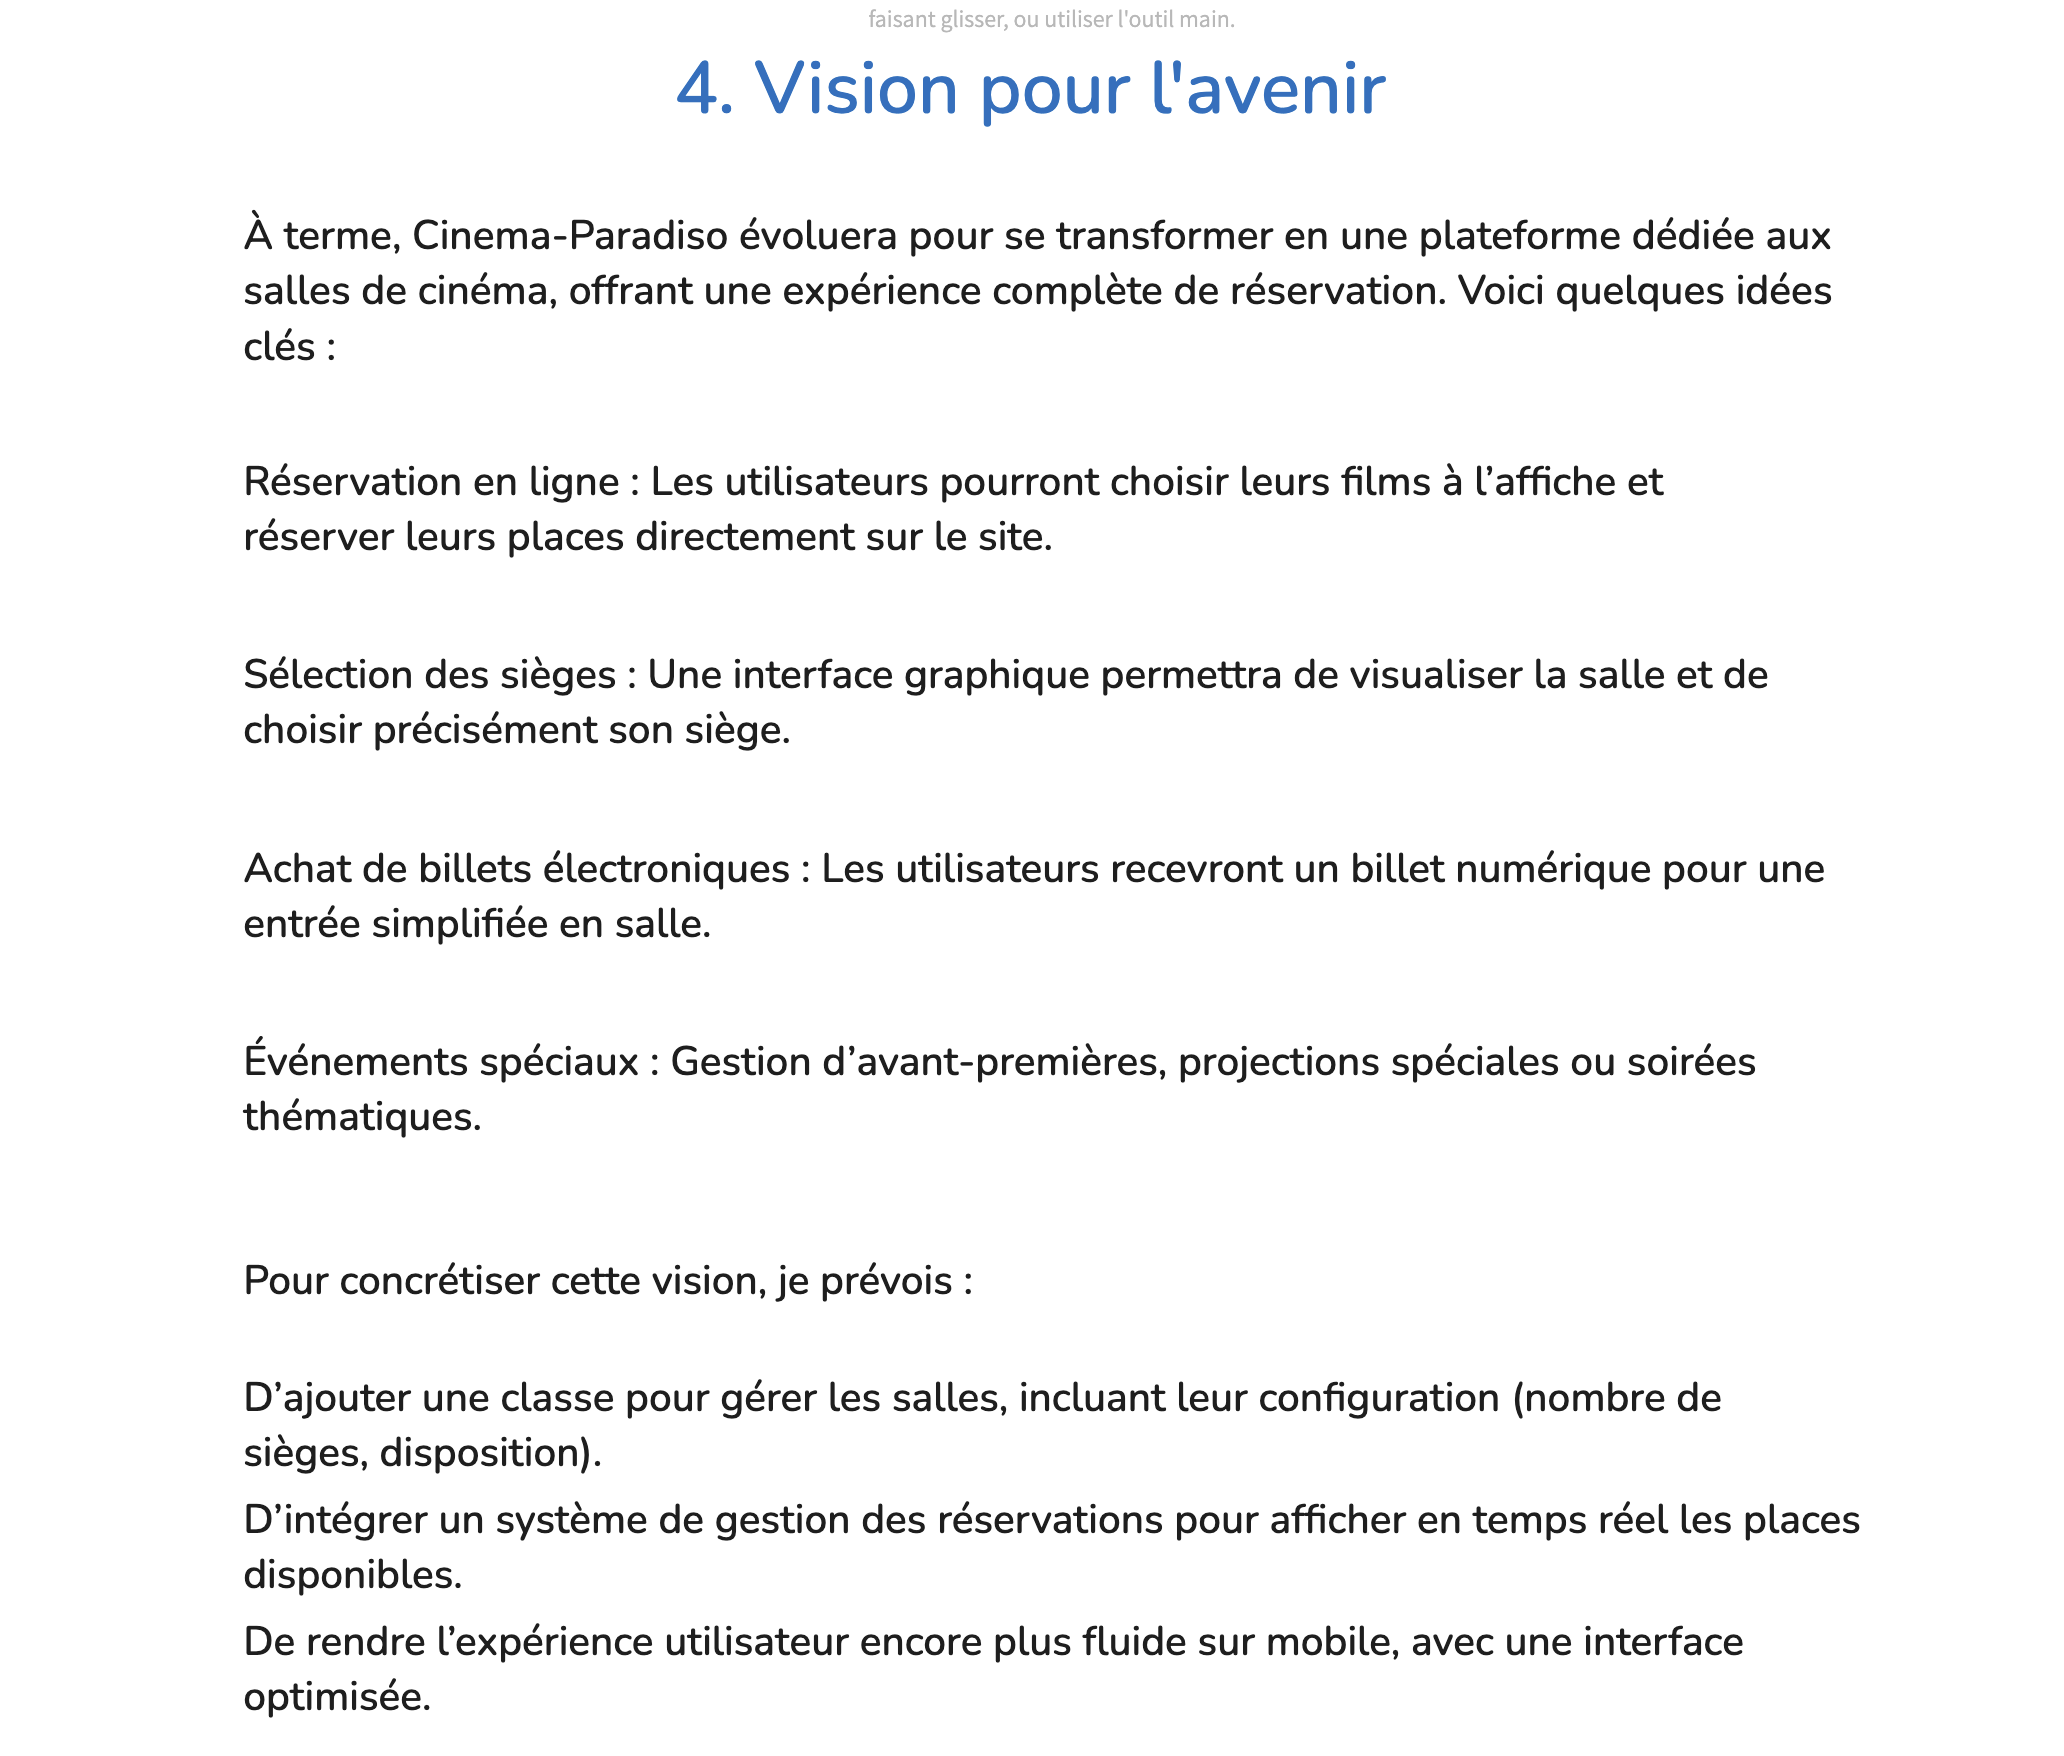 faisant glisser, ou utiliser l'outil main.
4. Vision pour l'avenir
À terme, Cinema-Paradiso évoluera pour se transformer en une plateforme dédiée aux
salles de cinéma, offrant une expérience complète de réservation. Voici quelques idées
clés :
Réservation en ligne : Les utilisateurs pourront choisir leurs films à l’affiche et
réserver leurs places directement sur le site.
Sélection des sièges : Une interface graphique permettra de visualiser la salle et de
choisir précisément son siège.
Achat de billets électroniques : Les utilisateurs recevront un billet numérique pour une
entrée simplifiée en salle.
Événements spéciaux : Gestion d’avant-premières, projections spéciales ou soirées
thématiques.
Pour concrétiser cette vision, je prévois :
D’ajouter une classe pour gérer les salles, incluant leur configuration (nombre de
sièges, disposition).
D’intégrer un système de gestion des réservations pour afficher en temps réel les places
disponibles.
De rendre l’expérience utilisateur encore plus fluide sur mobile, avec une interface
optimisée.